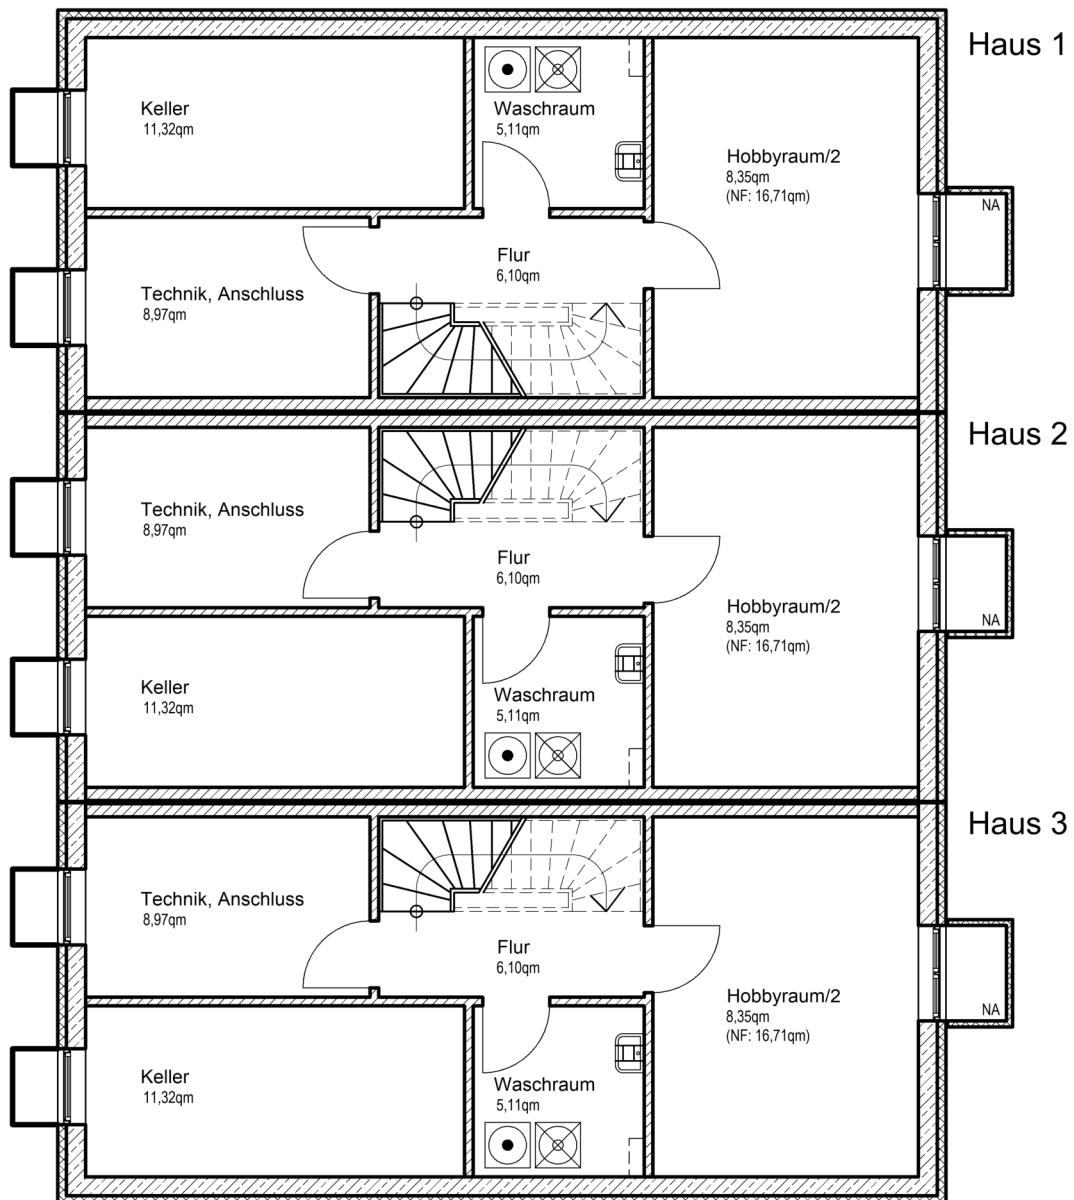 Haus 1
Keller
11,32qm
Waschraum
5,11qm
Hobbyraum/2
8,35qm
(NF: 16,71qm)
NA
Flur
6,10qm
Technik, Anschluss
8,97qm
Haus 2
Technik, Anschluss
8,97qm
Flur
6,10qm
Hobbyraum/2
8,35qm
(NF: 16,71qm)
NA
Keller
11,32qm
Waschraum
5,11qm
Haus 3
Technik, Anschluss
8,97qm
Flur
6,10qm
Hobbyraum/2
8,35qm
(NF: 16,71qm)
NA
Keller
11,32qm
Waschraum
5,11qm